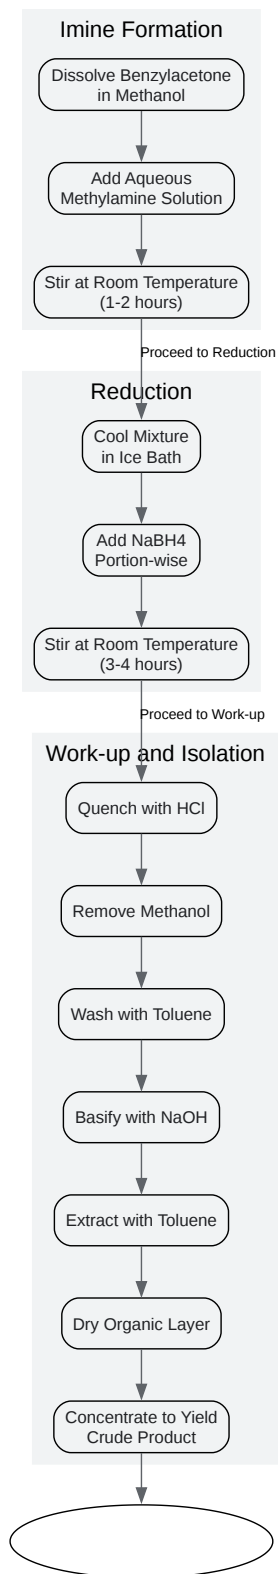 Imine Formation
Dissolve Benzylacetone
in Methanol
Add Aqueous
Methylamine Solution
Stir at Room Temperature
(1-2 hours)
Proceed to Reduction
Reduction
Cool Mixture
in Ice Bath
Add NaBH4
Portion-wise
Stir at Room Temperature
(3-4 hours)
Proceed to Work-up
Work-up and Isolation
Quench with HCl
Remove Methanol
Wash with Toluene
Basify with NaOH
Extract with Toluene
Dry Organic Layer
Concentrate to Yield
Crude Product